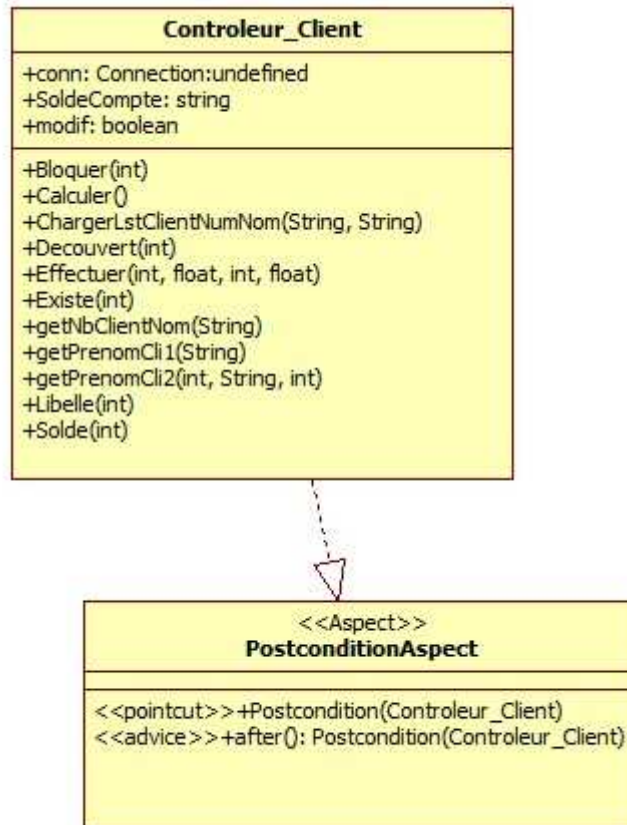 Controleur_Client
+conn: Connection:undefined
+SoldeCompte: string
+modif: boolean
+Bloquer(int)
+Calculer()
+ChargerLstClientNumNom(String, String)
+Decouvert(int)
+Effectuer(int, float, int, float)
+Existe(int)
+getNbClientNom(String)
+getPrenomCli1(String)
+getPrenomCli2(int, String, int)
+Libelle(int)
+Solde(int)
<<Aspect>>
PostconditionAspect
<<pointcut>>+Postcondition(Controleur_Client)
<<advice>>+after(): Postcondition(Controleur_Client)